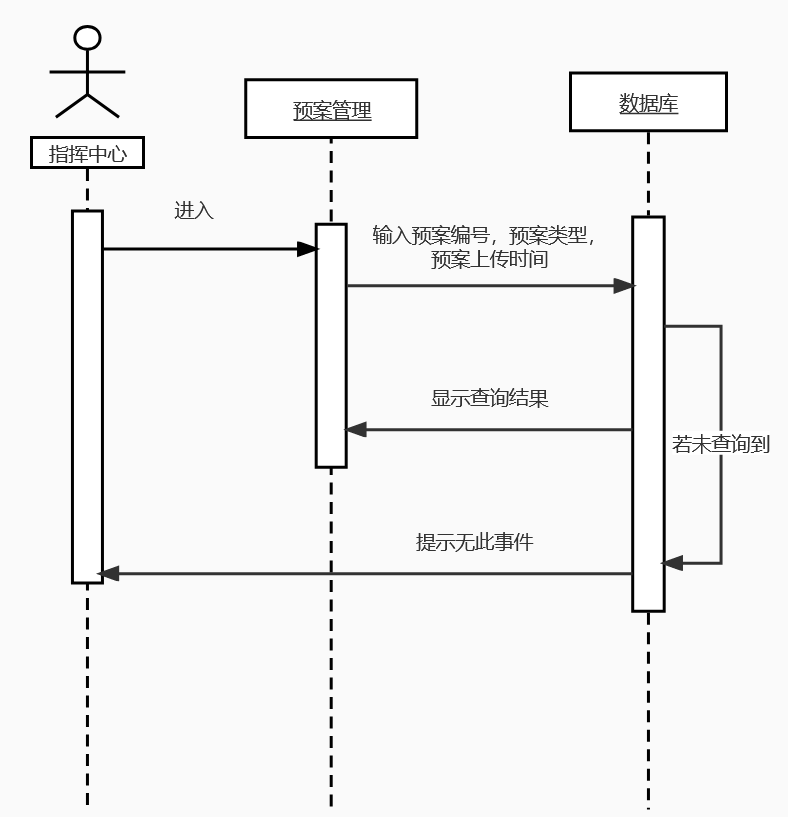 预案管理
数据库
指挥中心
进入
输入预案编号，预案类型，
预案上传时间
显示查询结果
若未查询到
提示无此事件